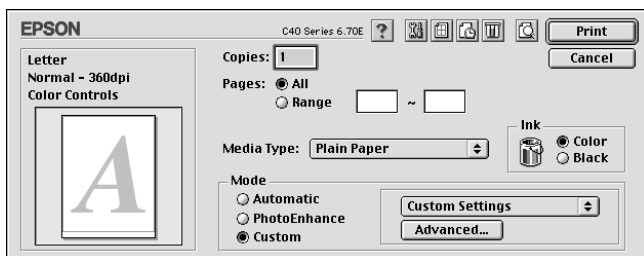 EPSON
C40 Series 6.70E
?
Print
Cancel
Letter
Normal - 360dpi
Color Controls
A
Copies: 1
Pages: All
Range ~
Media Type: Plain Paper
Ink
Color
Black
Mode
Automatic
PhotoEnhance
Custom
Custom Settings
Advanced...